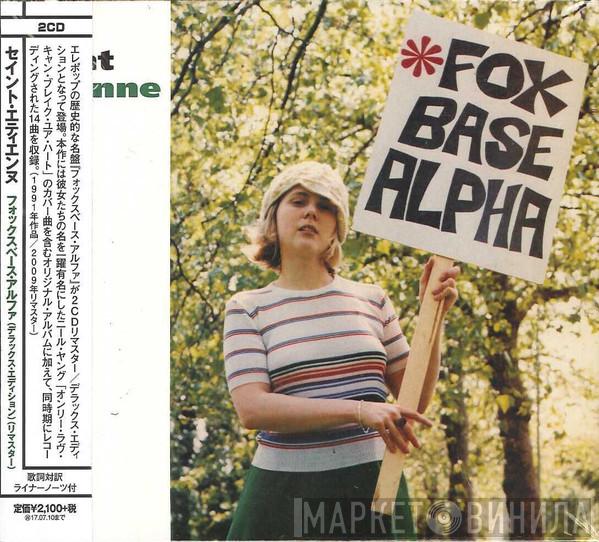 2CD
セイント・エティエンヌ フォックスベース・アルファ(デラックス・エディション)(リマスター)
エレポップの歴史的な名盤『フォックスベース・アルファ』が2CDリマスター/デラックス・エディ
ションとなって登場。本作には彼女たちの名を一躍有名にしたニール・ヤング「オンリー・ラヴ・
キャン・ブレイク・ユア・ハート」のカバー曲を含むオリジナル・アルバムに加えて、同時期にレコー
ディングされた14曲を収録。(1991年作品/2009年リマスター)
歌詞対訳
ライナーノーツ付
定価¥2,100+税
17.07.10まで
st
enne
FOX
BASE
ALPHA
МАРКЕТ ВИНИЛА